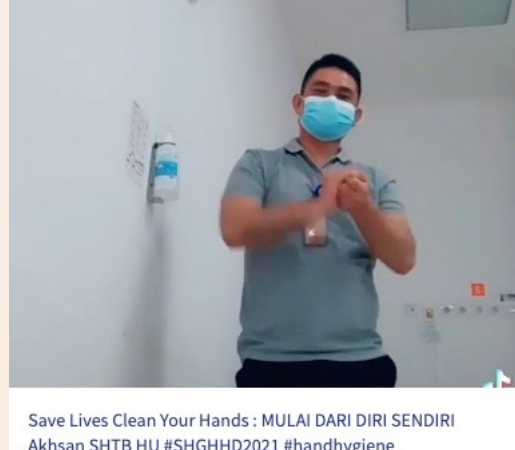 Save Lives Clean Your Hands : MULAI DARI DIRI SENDIRI
Akhsan SHTB HU #SHGHHD2021 #handhygiene